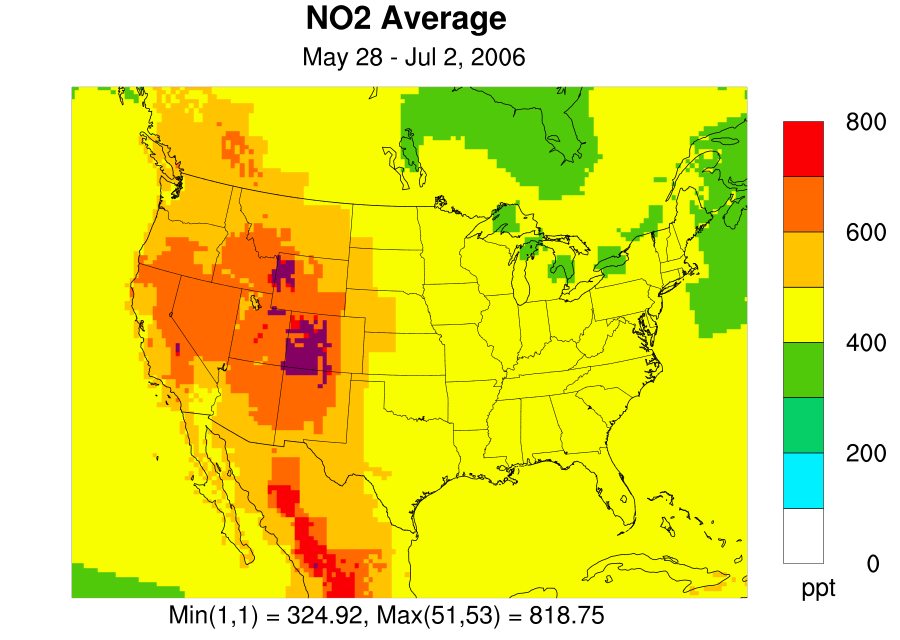 NO2 Average
May 28 - Jul 2, 2006
800
600
400
200
0
ppt
Min(1,1) = 324.92, Max(51,53) = 818.75